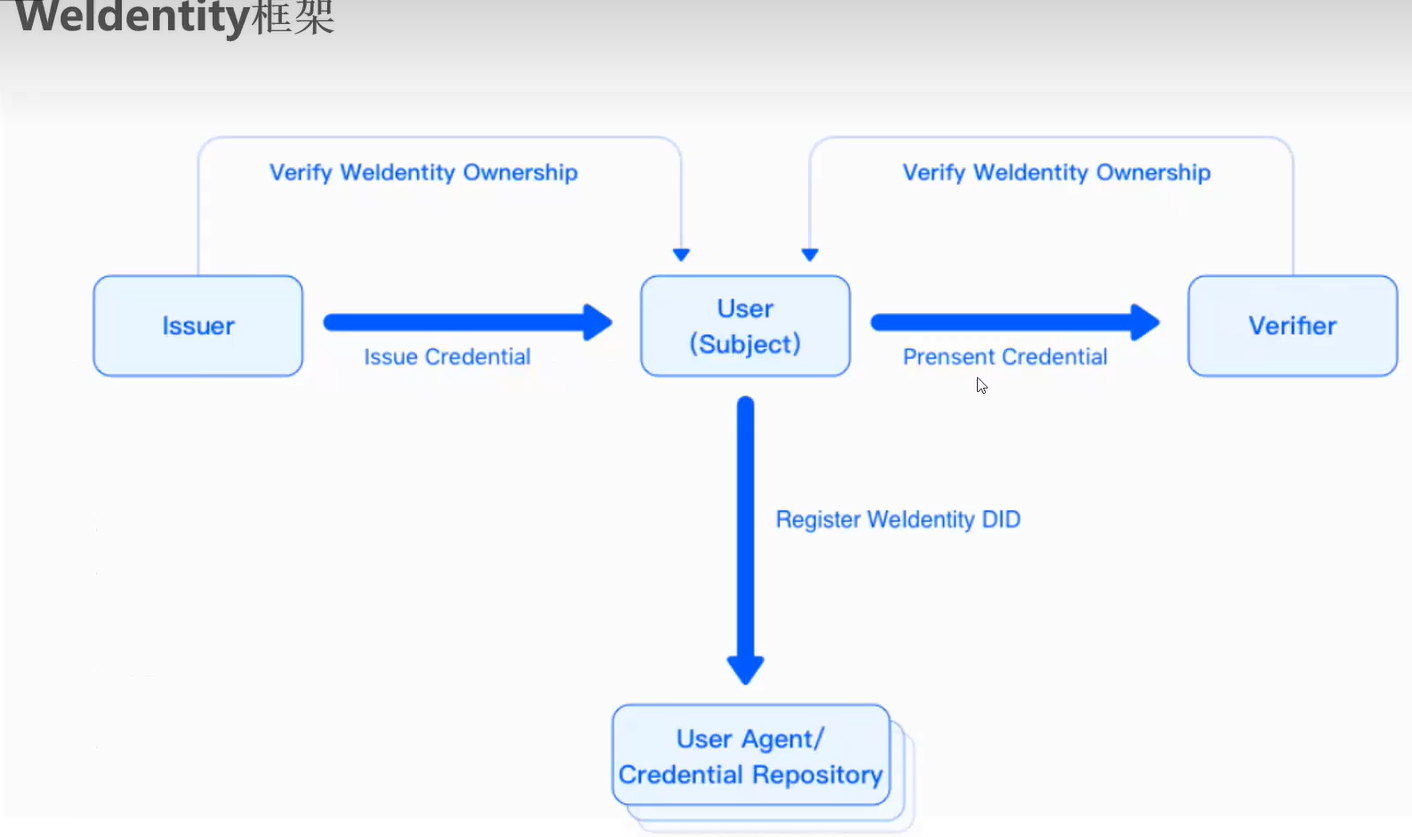 WeIdentity框架
Verify WeIdentity Ownership
Verify WeIdentity Ownership
Issuer
Issue Credential
User
(Subject)
Prensent Credential
Verifier
Register WeIdentity DID
User Agent/
Credential Repository